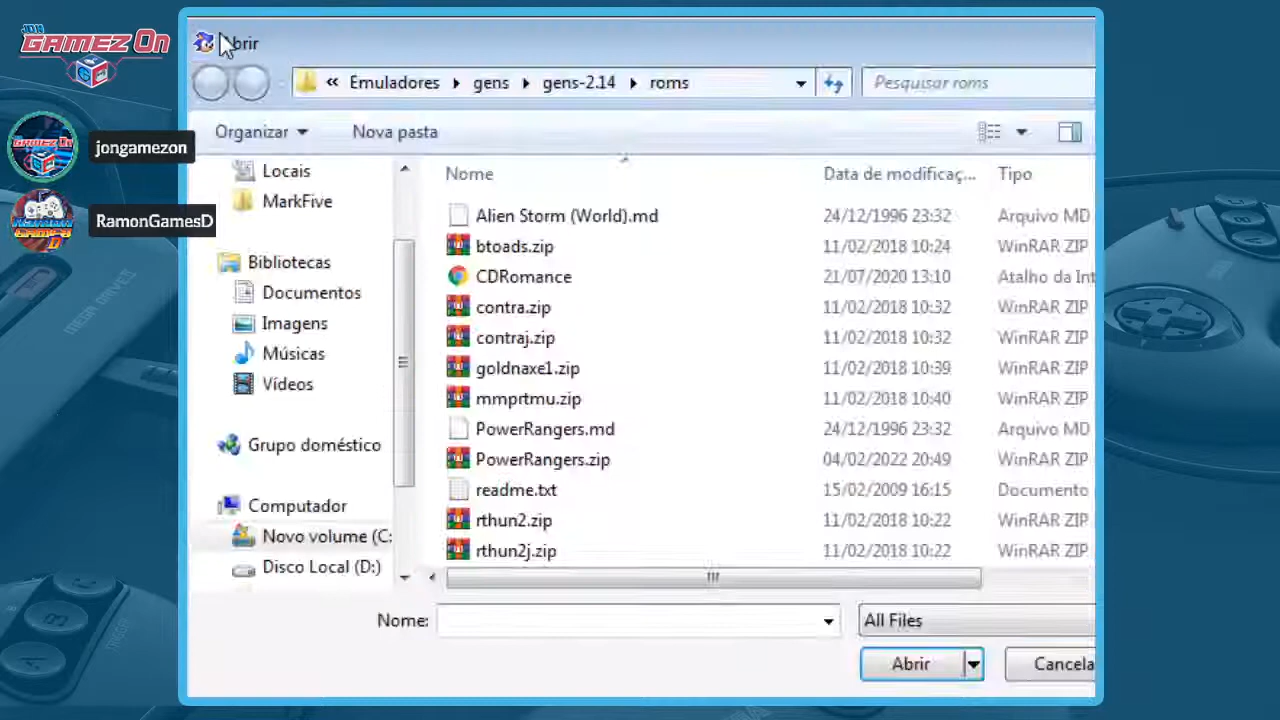 JON
GAMEZ ON
jongamezon
RamonGamesD
Abrir
« Emuladores gens gens-2.14 roms
Pesquisar roms
Organizar Nova pasta
Locais
MarkFive
Bibliotecas
Documentos
Imagens
Músicas
Vídeos
Grupo doméstico
Computador
Novo volume (C:
Disco Local (D:)
Nome Data de modificaç... Tipo
Alien Storm (World).md 24/12/1996 23:32 Arquivo MD
btoads.zip 11/02/2018 10:24 WinRAR ZIP
CDRomance 21/07/2020 13:10 Atalho da Int
contra.zip 11/02/2018 10:32 WinRAR ZIP
contraj.zip 11/02/2018 10:32 WinRAR ZIP
goldnaxe1.zip 11/02/2018 10:39 WinRAR ZIP
mmprtmu.zip 11/02/2018 10:40 WinRAR ZIP
PowerRangers.md 24/12/1996 23:32 Arquivo MD
PowerRangers.zip 04/02/2022 20:49 WinRAR ZIP
readme.txt 15/02/2009 16:15 Documento
rthun2.zip 11/02/2018 10:22 WinRAR ZIP
rthun2j.zip 11/02/2018 10:22 WinRAR ZIP
Nome: All Files
Abrir Cancela
MEGA DRIVE